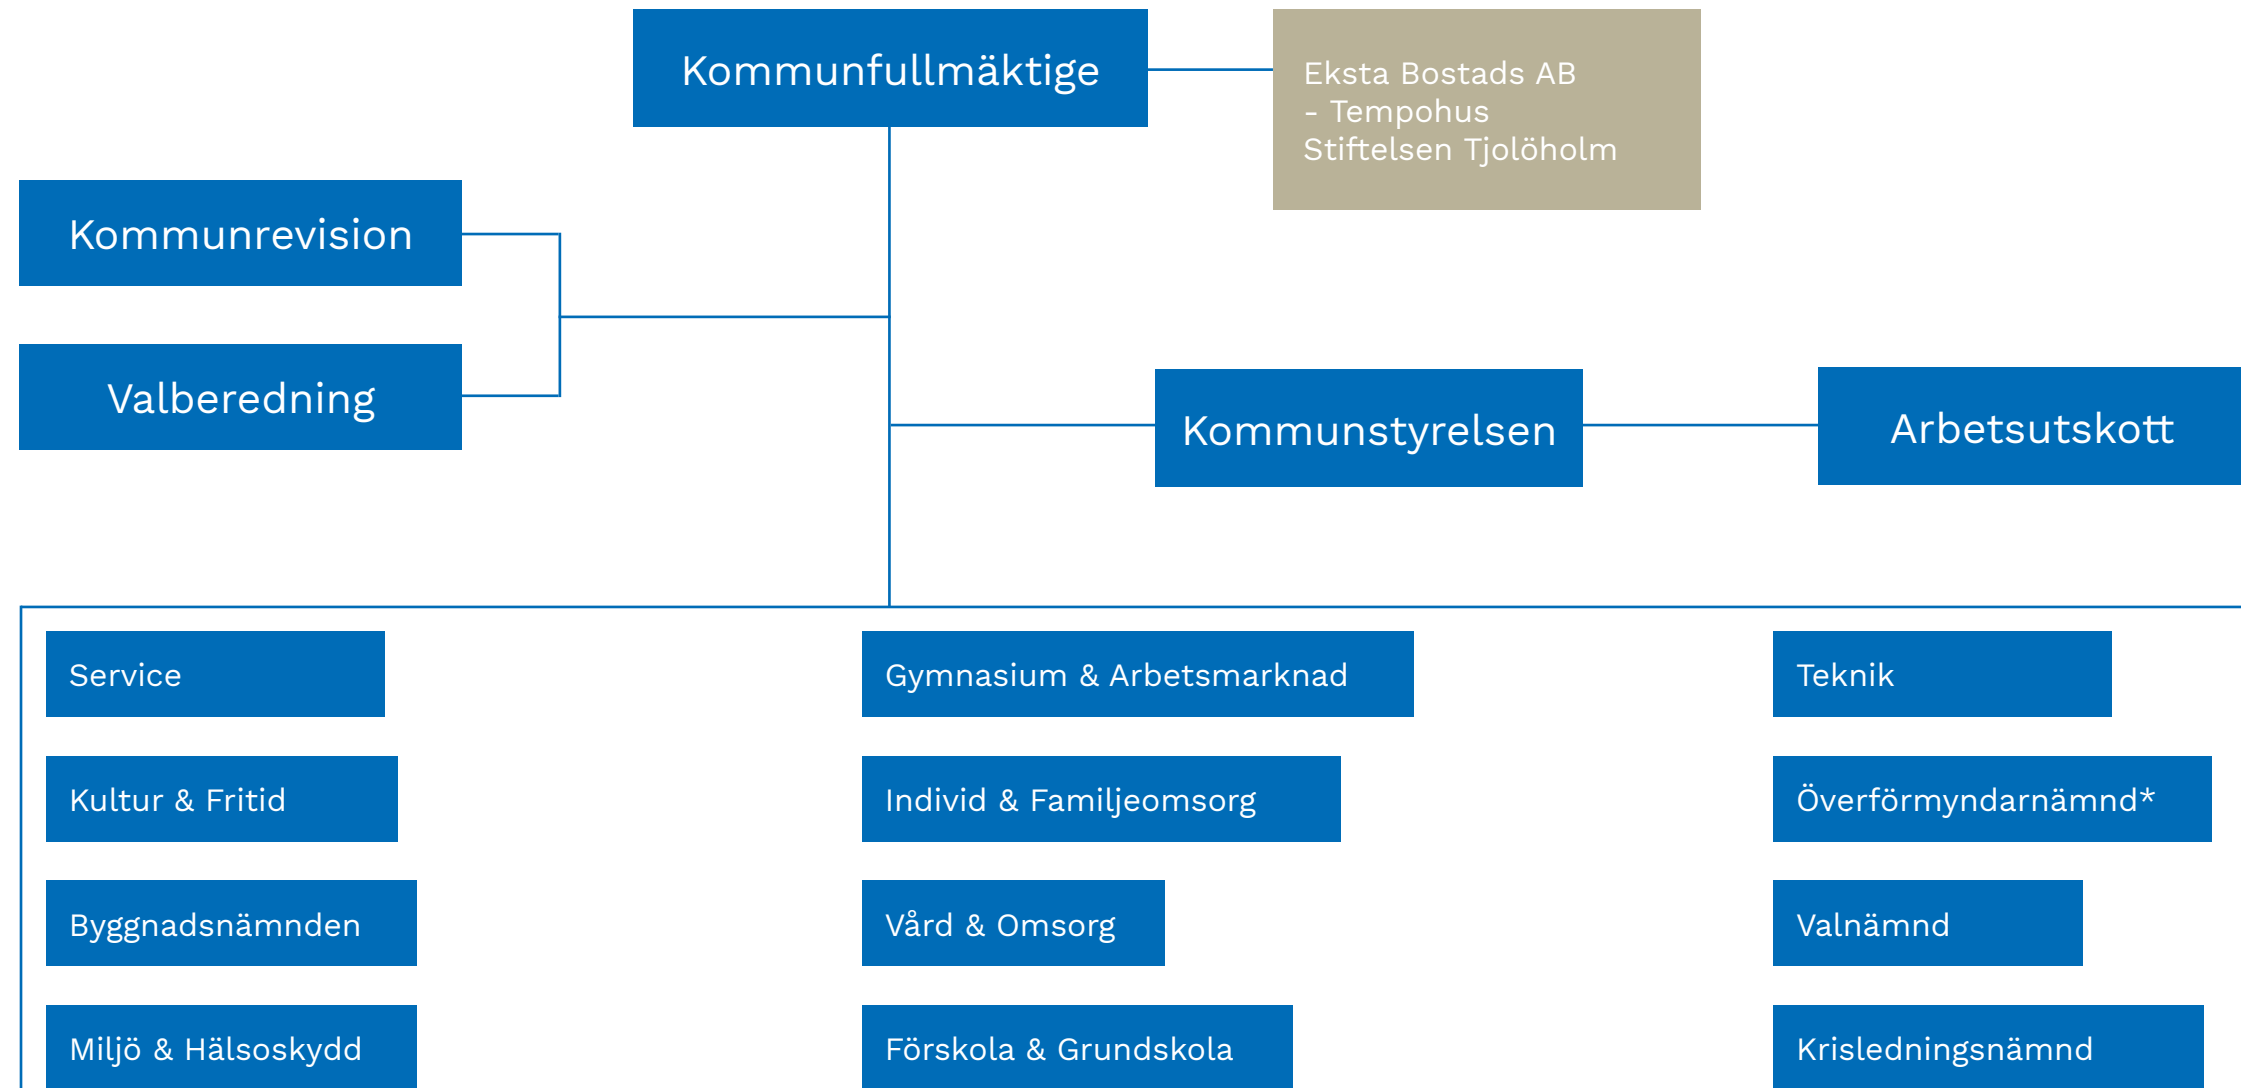 Kommunfullmäktige
Eksta Bostads AB
- Tempohus
Stiftelsen Tjolöholm
Kommunrevision
Valberedning
Kommunstyrelsen
Arbetsutskott
Service
Gymnasium & Arbetsmarknad
Teknik
Kultur & Fritid
Individ & Familjeomsorg
Överförmyndarnämnd*
Byggnadsnämnden
Vård & Omsorg
Valnämnd
Miljö & Hälsoskydd
Förskola & Grundskola
Krisledningsnämnd